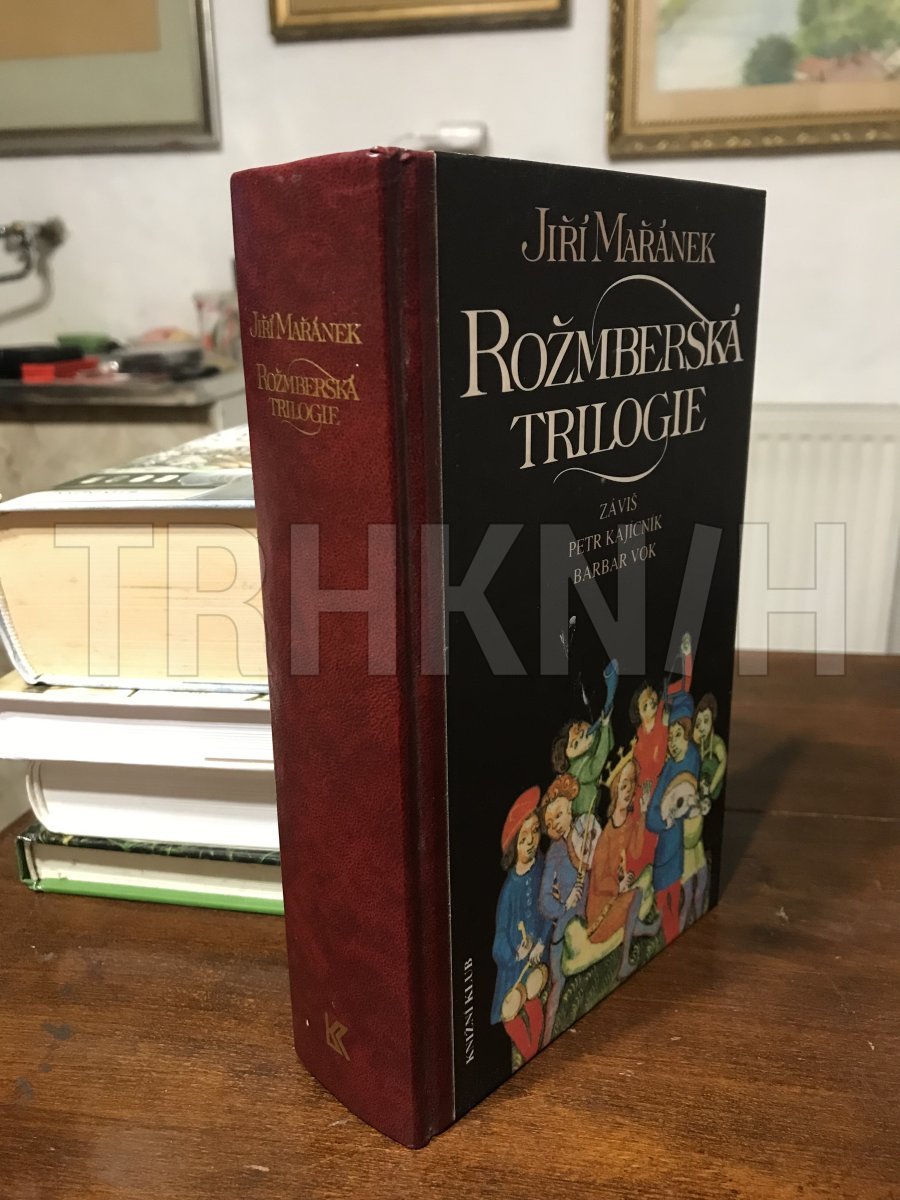 JIŘÍ MAŘÁNEK
ROŽMBERSKÁ
TRILOGIE
JIŘÍ MAŘÁNEK
ROŽMBERSKÁ
TRILOGIE
ZÁVIŠ
PETR KAJÍCNÍK
BARBAR VOK
KNIŽNÍ KLUB
TRHKNIH